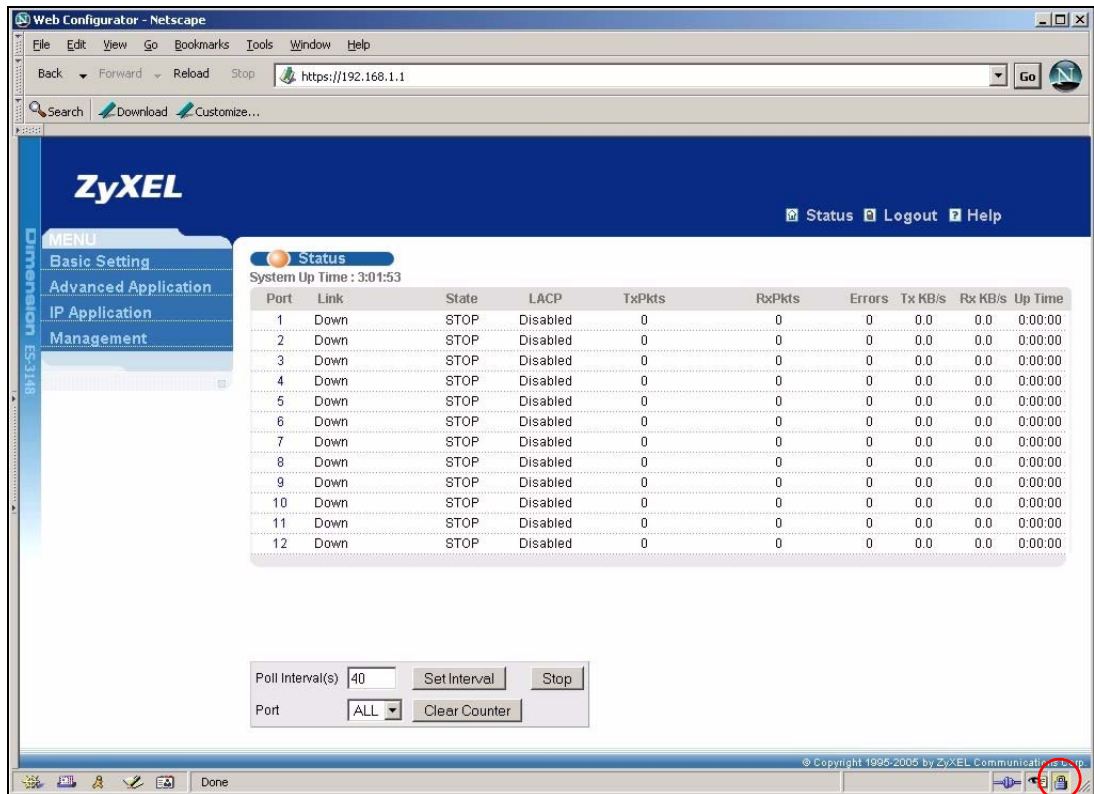 Web Configurator - Netscape
File Edit View Go Bookmarks Tools Window Help
Back Forward Reload Stop https://192.168.1.1 Go N
Search Download Customize...
ZyXEL
Status Logout Help
Dimension ES-3148
MENU
Basic Setting
Advanced Application
IP Application
Management
Status
System Up Time : 3:01:53
Port Link State LACP TxPkts RxPkts Errors Tx KB/s Rx KB/s Up Time
1 Down STOP Disabled 0 0 0 0.0 0.0 0:00:00
2 Down STOP Disabled 0 0 0 0.0 0.0 0:00:00
3 Down STOP Disabled 0 0 0 0.0 0.0 0:00:00
4 Down STOP Disabled 0 0 0 0.0 0.0 0:00:00
5 Down STOP Disabled 0 0 0 0.0 0.0 0:00:00
6 Down STOP Disabled 0 0 0 0.0 0.0 0:00:00
7 Down STOP Disabled 0 0 0 0.0 0.0 0:00:00
8 Down STOP Disabled 0 0 0 0.0 0.0 0:00:00
9 Down STOP Disabled 0 0 0 0.0 0.0 0:00:00
10 Down STOP Disabled 0 0 0 0.0 0.0 0:00:00
11 Down STOP Disabled 0 0 0 0.0 0.0 0:00:00
12 Down STOP Disabled 0 0 0 0.0 0.0 0:00:00
Poll Interval(s) 40 Set Interval Stop
Port ALL Clear Counter
© Copyright 1995-2005 by ZyXEL Communications Corp.
Done